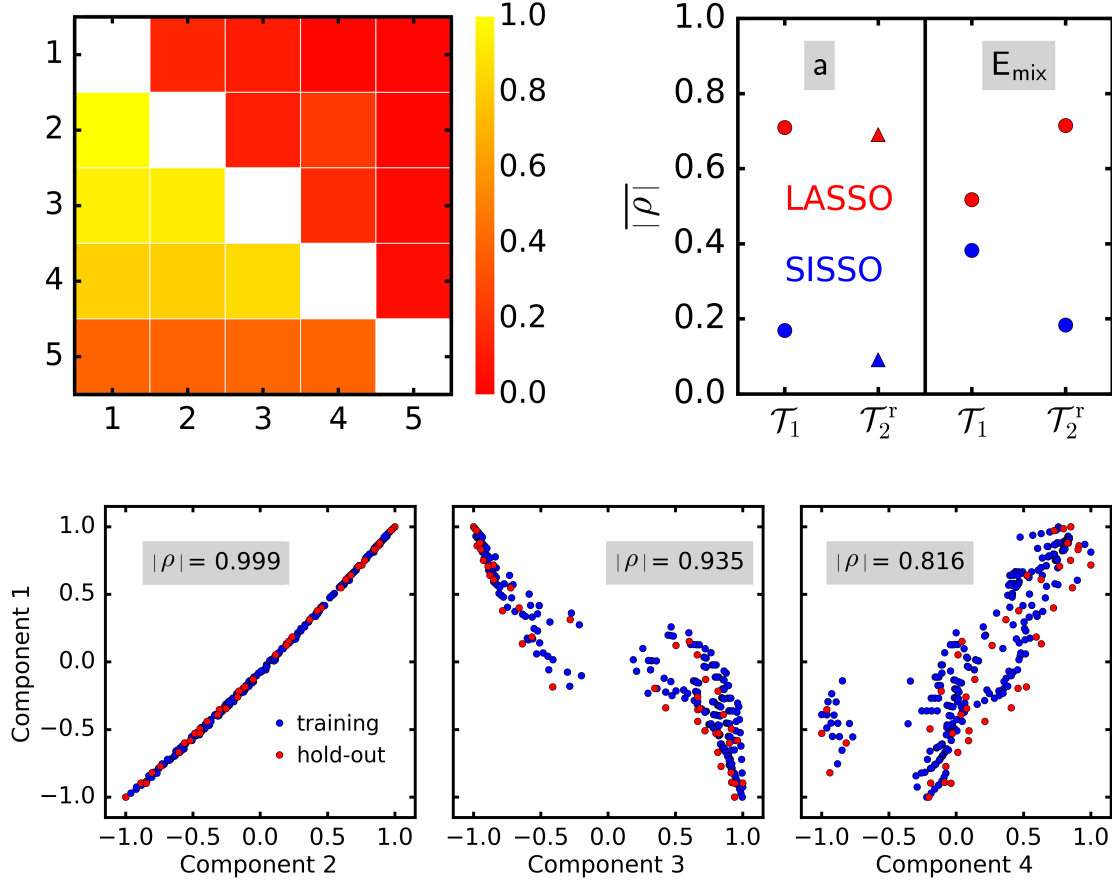 1
2
3
4
5
1 2 3 4 5
1.0
0.8
0.6
0.4
0.2
0.0
|ρ|
1.0
0.8
0.6
0.4
0.2
0.0
a
E_mix
LASSO
SISSO
𝒯₁ 𝒯₂ʳ 𝒯₁ 𝒯₂ʳ
Component 1
1.0
0.5
0.0
−0.5
−1.0
|ρ|= 0.999
training
hold-out
−1.0 −0.5 0.0 0.5 1.0
Component 2
|ρ|= 0.935
−1.0 −0.5 0.0 0.5 1.0
Component 3
|ρ|= 0.816
−1.0 −0.5 0.0 0.5 1.0
Component 4